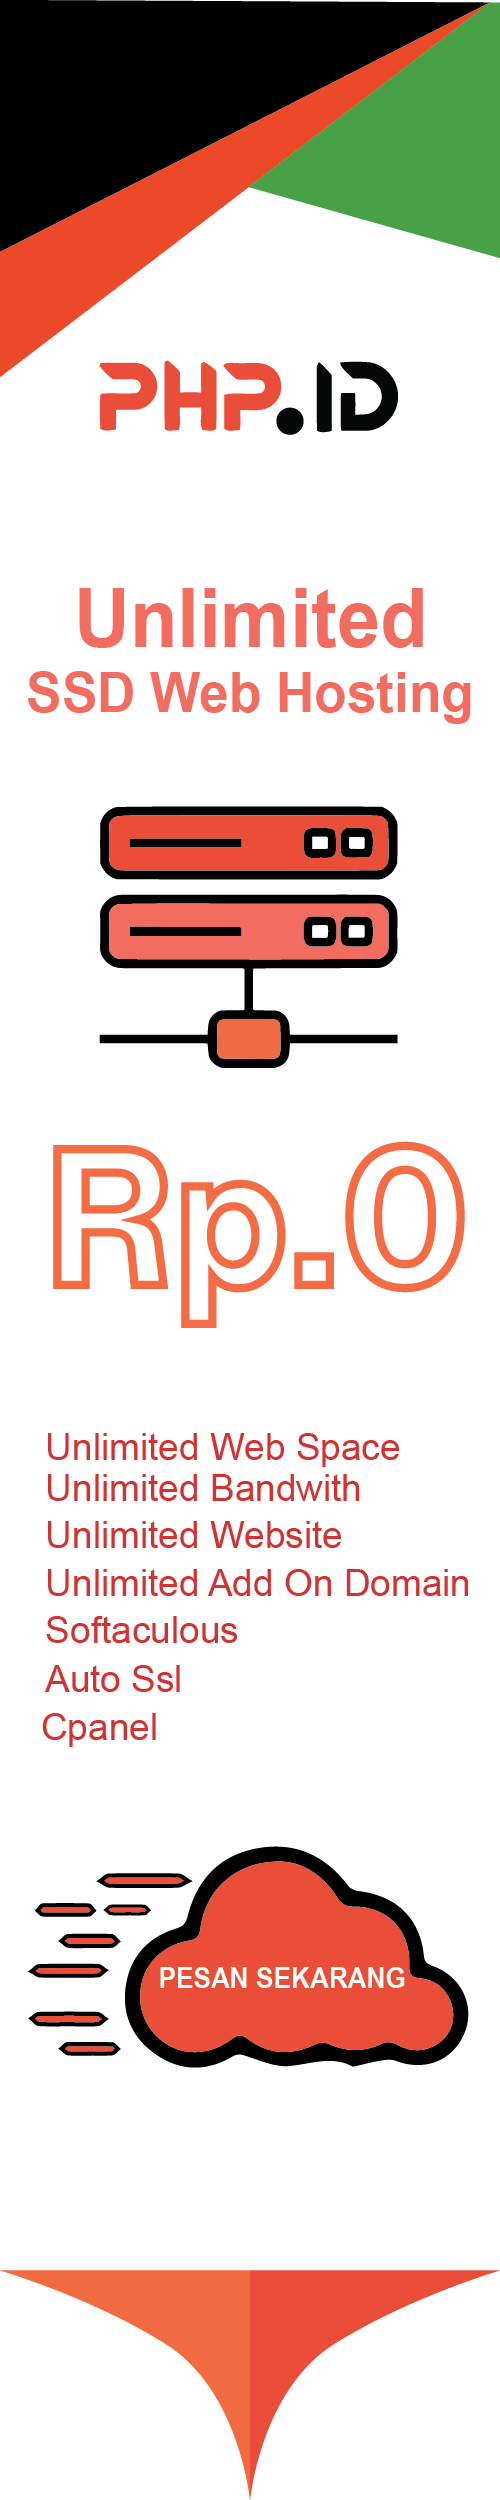 PHP.ID
Unlimited
SSD Web Hosting
Rp.0
Unlimited Web Space
Unlimited Bandwith
Unlimited Website
Unlimited Add On Domain
Softaculous
Auto Ssl
Cpanel
PESAN SEKARANG